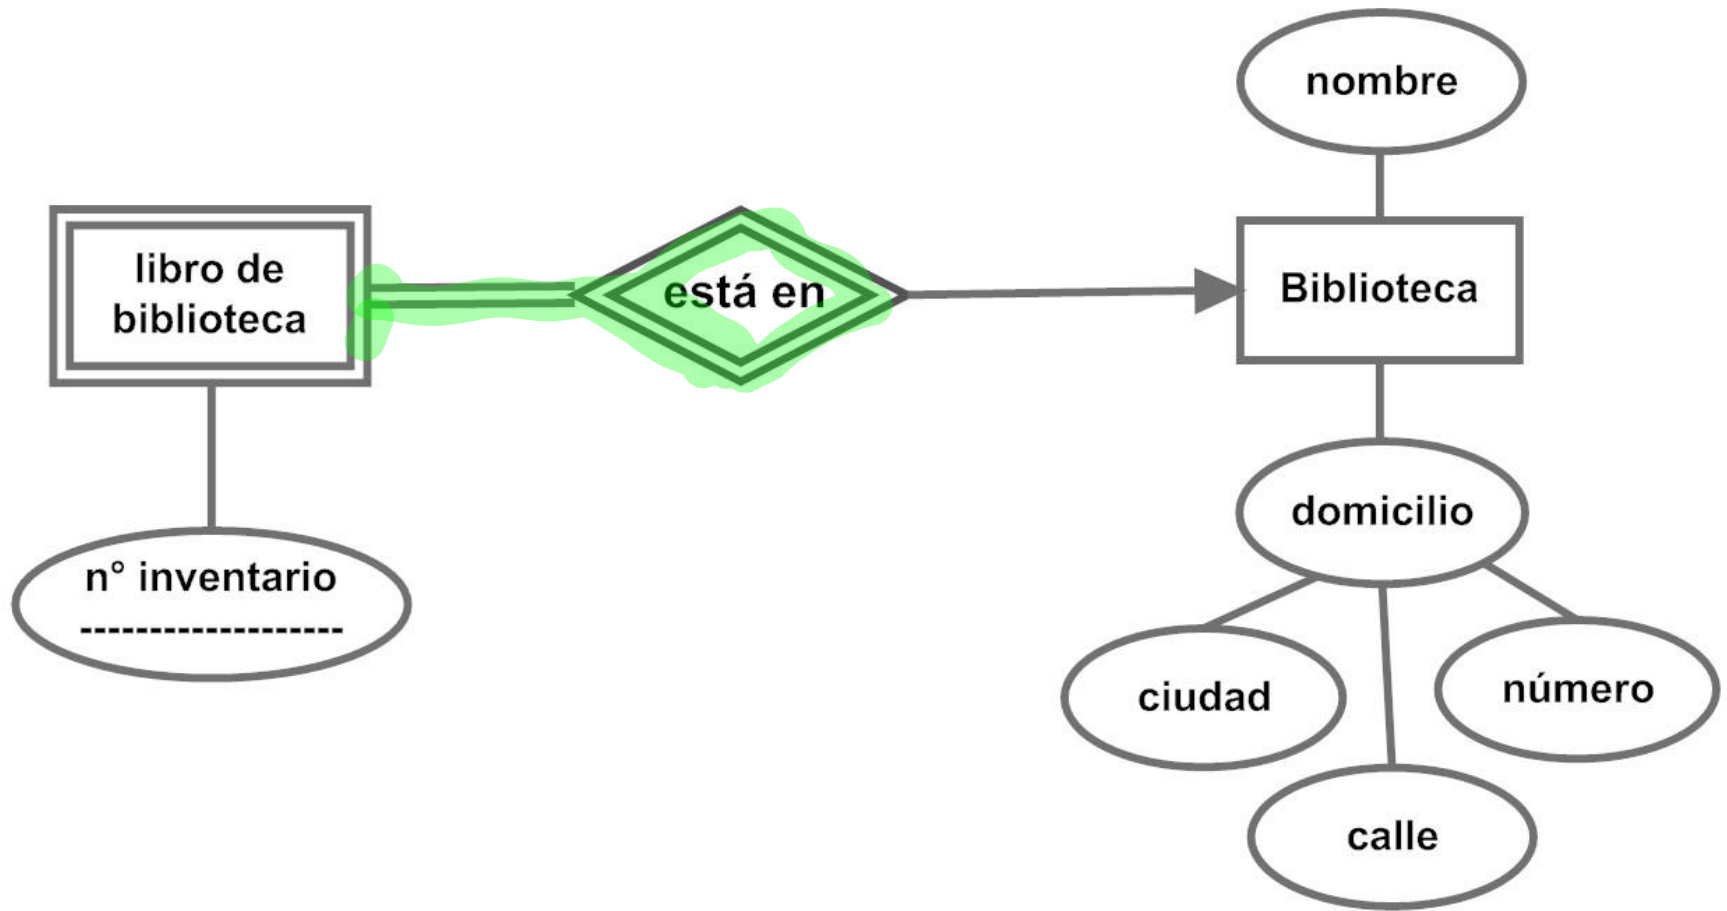 nombre
libro de
biblioteca
está en
Biblioteca
domicilio
n° inventario
-------------------
ciudad
número
calle